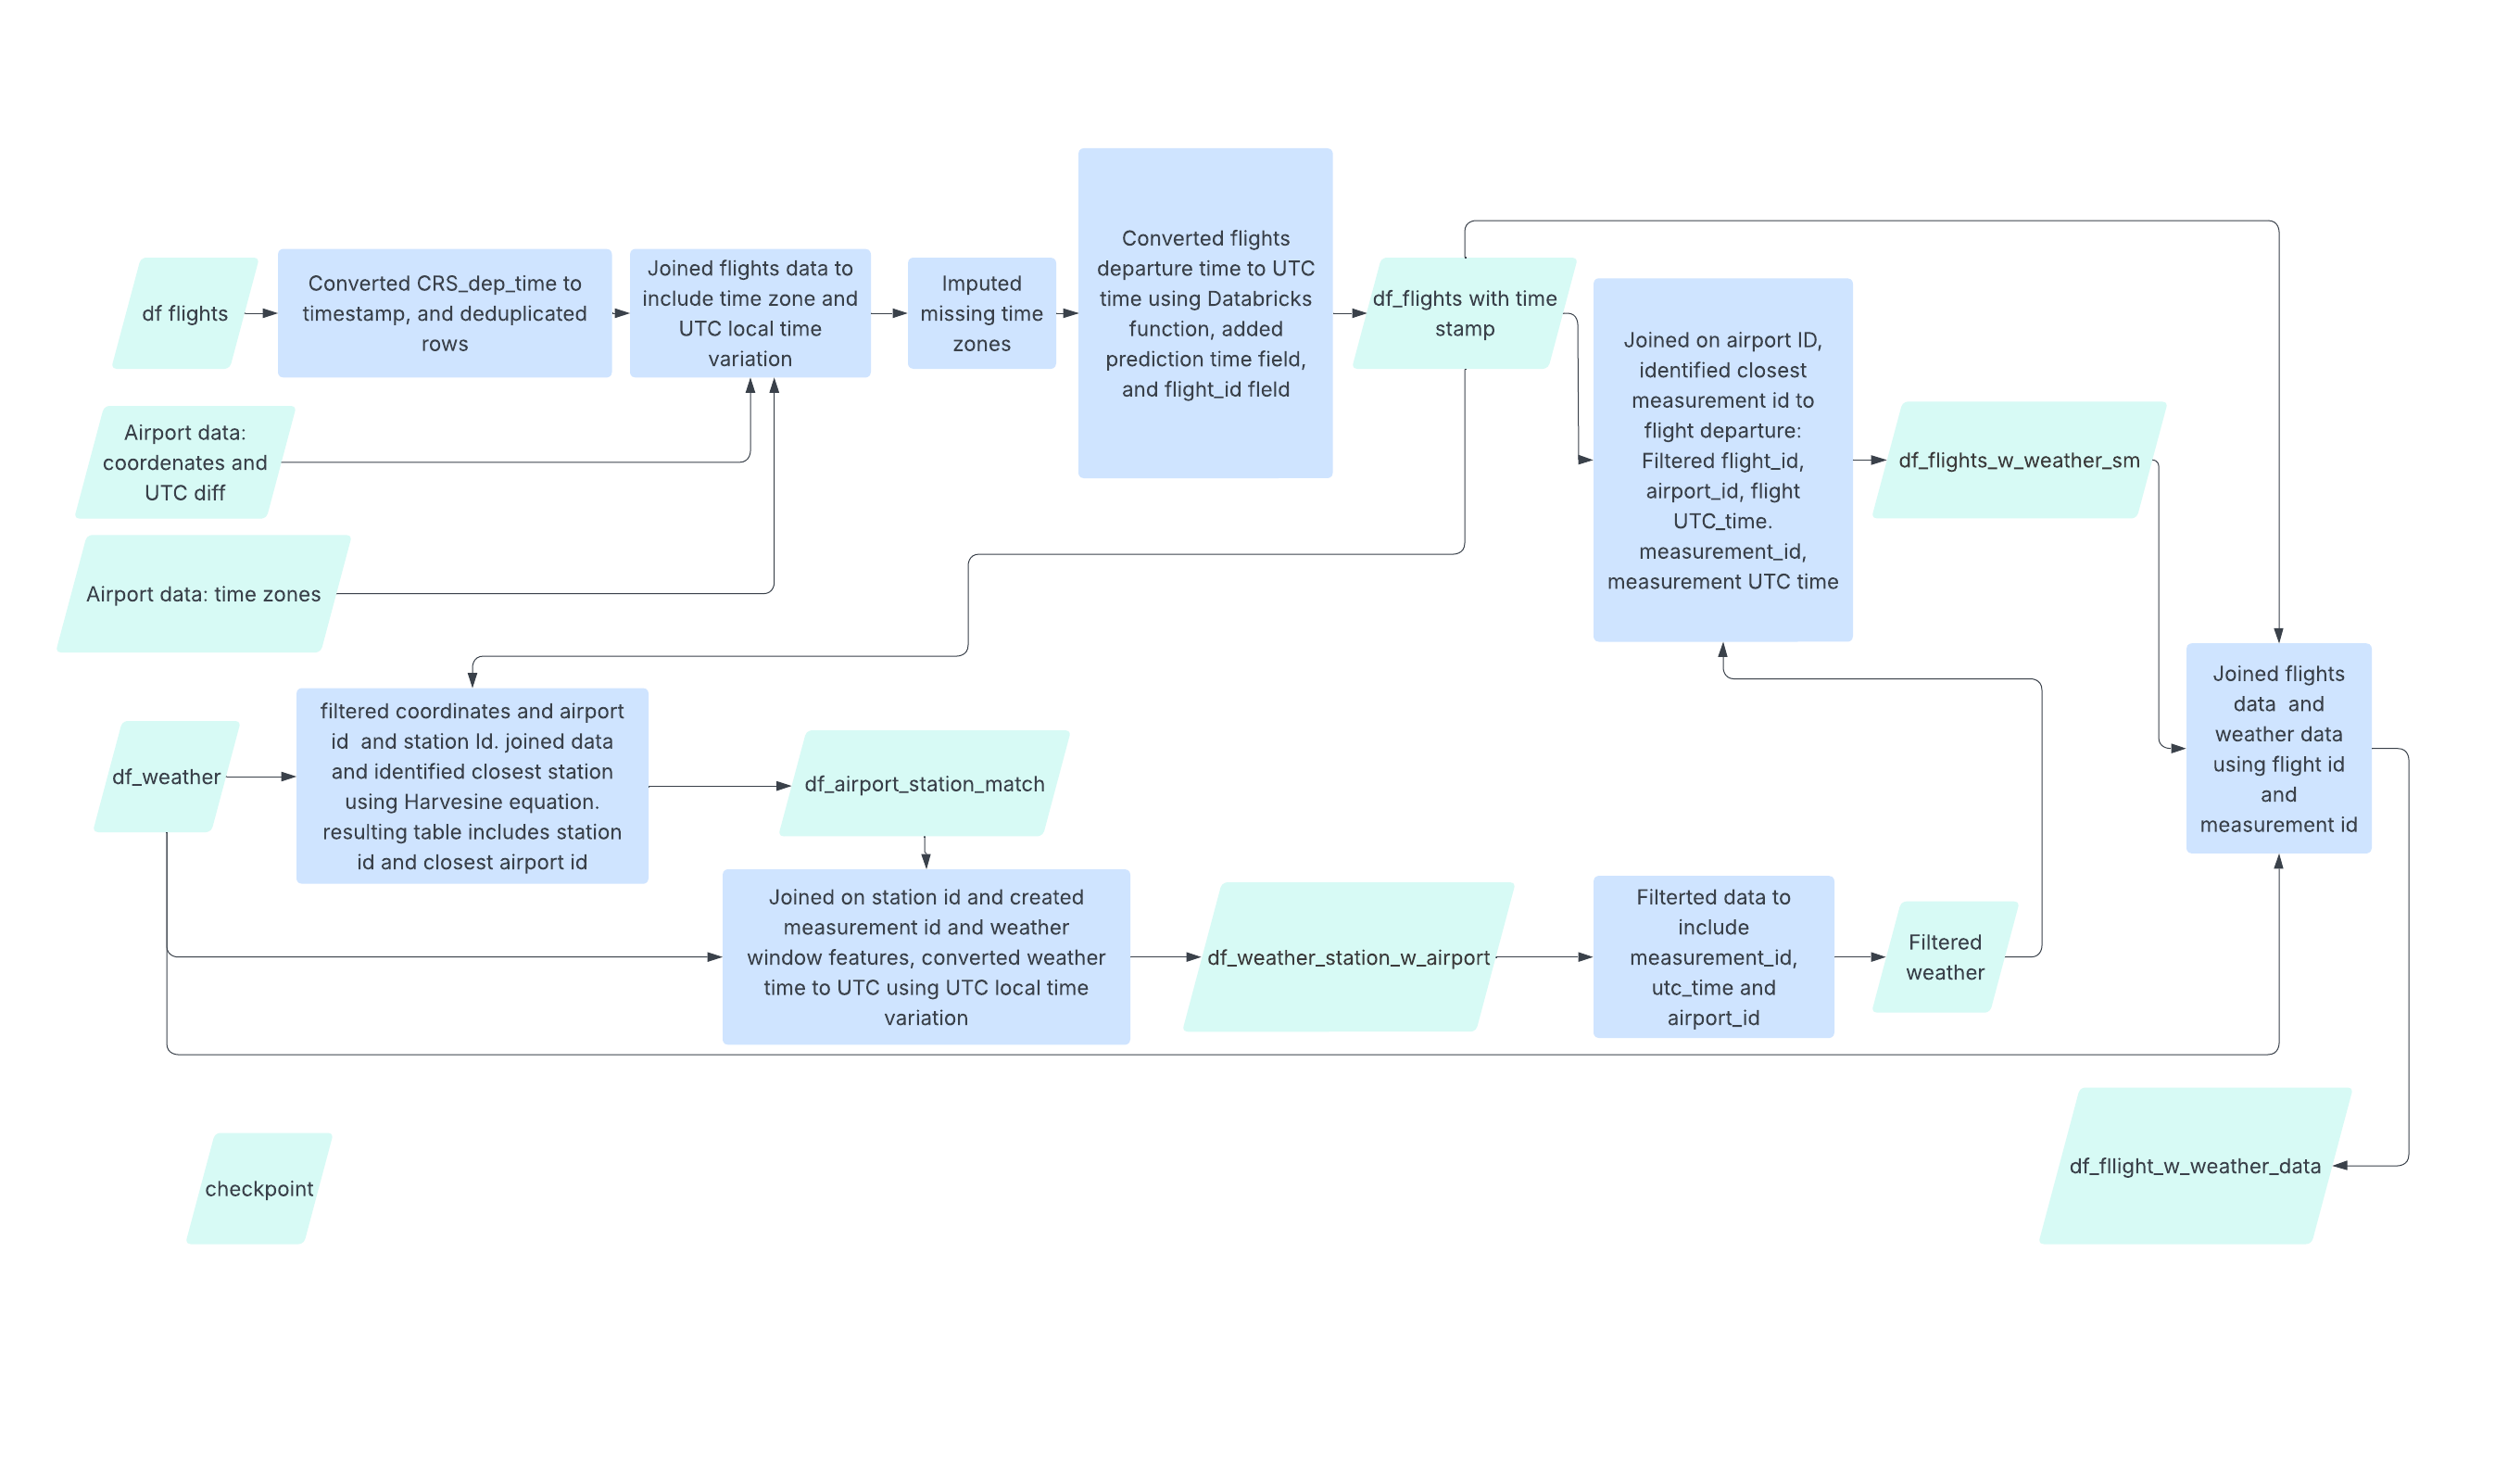 df flights
Converted CRS_dep_time to
timestamp, and deduplicated
rows
Joined flights data to
include time zone and
UTC local time
variation
Imputed
missing time
zones
Converted flights
departure time to UTC
time using Databricks
function, added
prediction time field,
and flight_id fIeld
df_flights with time
stamp
Joined on airport ID,
identified closest
measurement id to
flight departure:
Filtered flight_id,
airport_id, flight
UTC_time.
measurement_id,
measurement UTC time
df_flights_w_weather_sm
Airport data:
coordenates and
UTC diff
Airport data: time zones
Joined flights
data  and
weather data
using flight id
and
measurement id
df_weather
filtered coordinates and airport
id  and station Id. joined data
and identified closest station
using Harvesine equation.
resulting table includes station
id and closest airport id
df_airport_station_match
Joined on station id and created
measurement id and weather
window features, converted weather
time to UTC using UTC local time
variation
df_weather_station_w_airport
Filterted data to
include
measurement_id,
utc_time and
airport_id
Filtered
weather
checkpoint
df_fllight_w_weather_data